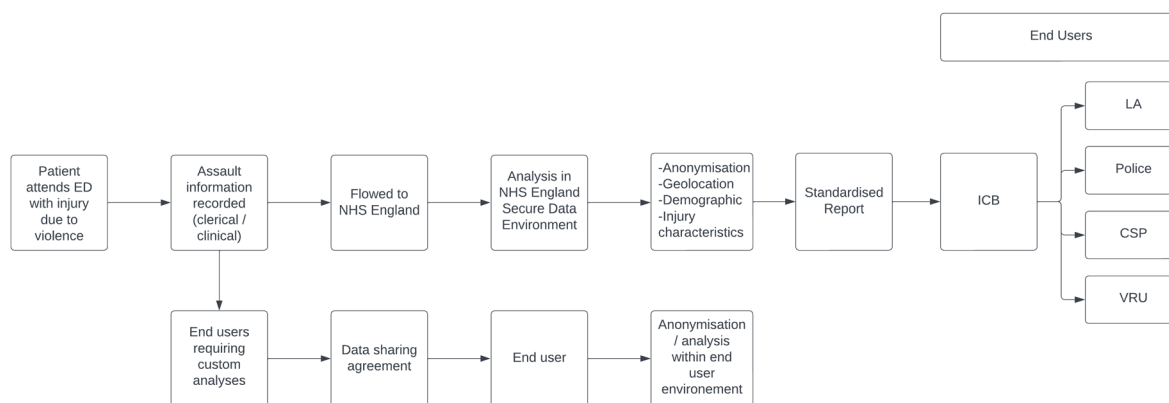 End Users
LA
Police
CSP
VRU
Patient
attends ED
with injury
due to
violence
Assault
information
recorded
(clerical /
clinical)
Flowed to
NHS England
Analysis in
NHS England
Secure Data
Environment
-Anonymisation
-Geolocation
-Demographic
-Injury
characteristics
Standardised
Report
ICB
End users
requiring
custom
analyses
Data sharing
agreement
End user
Anonymisation
/ analysis
within end
user
environement